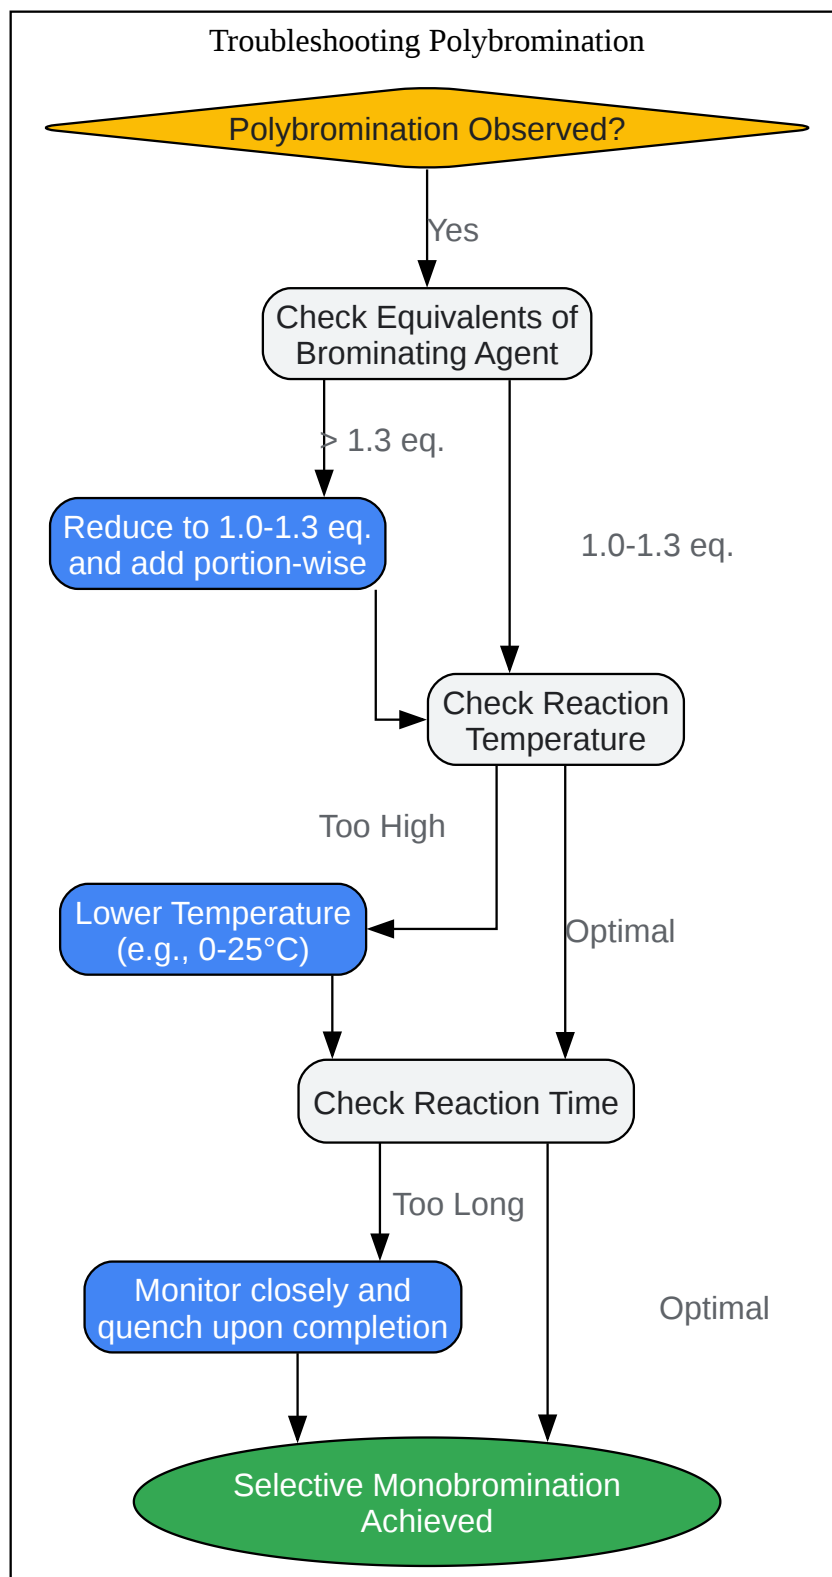 Troubleshooting Polybromination
Polybromination Observed?
Yes
Check Equivalents of
Brominating Agent
> 1.3 eq.
Reduce to 1.0-1.3 eq.
and add portion-wise
1.0-1.3 eq.
Check Reaction
Temperature
Too High
Lower Temperature
(e.g., 0-25°C)
Optimal
Check Reaction Time
Too Long
Monitor closely and
quench upon completion
Optimal
Selective Monobromination
Achieved